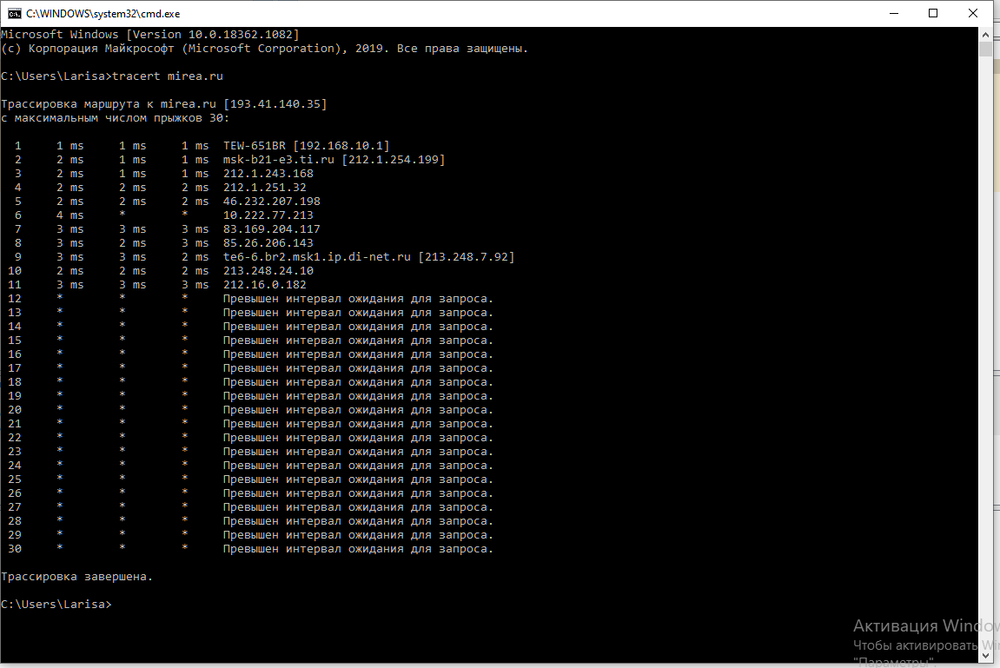 C:\WINDOWS\system32\cmd.exe
Microsoft Windows [Version 10.0.18362.1082]
(c) Корпорация Майкрософт (Microsoft Corporation), 2019. Все права защищены.
C:\Users\Larisa>tracert mirea.ru
Трассировка маршрута к mirea.ru [193.41.140.35]
с максимальным числом прыжков 30:
1 1 ms 1 ms 1 ms TEW-651BR [192.168.10.1]
2 2 ms 1 ms 1 ms msk-b21-e3.ti.ru [212.1.254.199]
3 2 ms 1 ms 1 ms 212.1.243.168
4 2 ms 2 ms 2 ms 212.1.251.32
5 2 ms 2 ms 2 ms 46.232.207.198
6 4 ms * * 10.222.77.213
7 3 ms 3 ms 3 ms 83.169.204.117
8 3 ms 2 ms 3 ms 85.26.206.143
9 3 ms 3 ms 2 ms te6-6.br2.msk1.ip.di-net.ru [213.248.7.92]
10 2 ms 2 ms 2 ms 213.248.24.10
11 3 ms 3 ms 3 ms 212.16.0.182
12 * * * Превышен интервал ожидания для запроса.
13 * * * Превышен интервал ожидания для запроса.
14 * * * Превышен интервал ожидания для запроса.
15 * * * Превышен интервал ожидания для запроса.
16 * * * Превышен интервал ожидания для запроса.
17 * * * Превышен интервал ожидания для запроса.
18 * * * Превышен интервал ожидания для запроса.
19 * * * Превышен интервал ожидания для запроса.
20 * * * Превышен интервал ожидания для запроса.
21 * * * Превышен интервал ожидания для запроса.
22 * * * Превышен интервал ожидания для запроса.
23 * * * Превышен интервал ожидания для запроса.
24 * * * Превышен интервал ожидания для запроса.
25 * * * Превышен интервал ожидания для запроса.
26 * * * Превышен интервал ожидания для запроса.
27 * * * Превышен интервал ожидания для запроса.
28 * * * Превышен интервал ожидания для запроса.
29 * * * Превышен интервал ожидания для запроса.
30 * * * Превышен интервал ожидания для запроса.
Трассировка завершена.
C:\Users\Larisa>
Активация Windo
Чтобы активировать Wi
"Параметры".